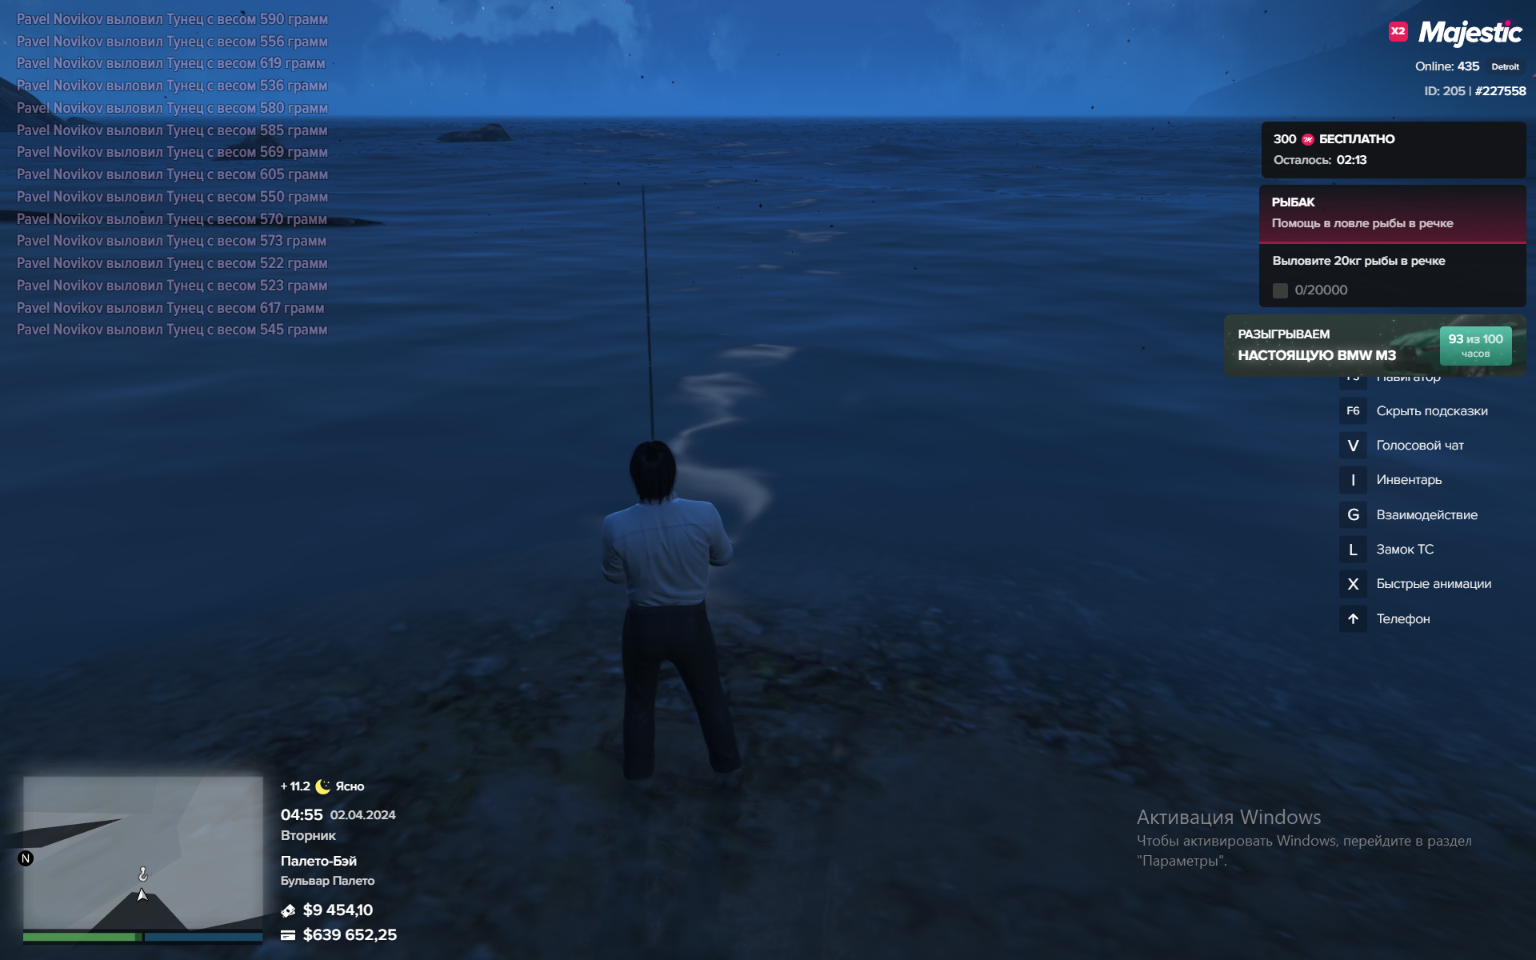 Pavel Novikov выловил Тунец с весом 590 грамм
Pavel Novikov выловил Тунец с весом 556 грамм
Pavel Novikov выловил Тунец с весом 619 грамм
Pavel Novikov выловил Тунец с весом 536 грамм
Pavel Novikov выловил Тунец с весом 580 грамм
Pavel Novikov выловил Тунец с весом 585 грамм
Pavel Novikov выловил Тунец с весом 569 грамм
Pavel Novikov выловил Тунец с весом 605 грамм
Pavel Novikov выловил Тунец с весом 550 грамм
Pavel Novikov выловил Тунец с весом 570 грамм
Pavel Novikov выловил Тунец с весом 573 грамм
Pavel Novikov выловил Тунец с весом 522 грамм
Pavel Novikov выловил Тунец с весом 523 грамм
Pavel Novikov выловил Тунец с весом 617 грамм
Pavel Novikov выловил Тунец с весом 545 грамм
X2 Majestic
Online: 435 Detroit
ID: 205 | #227558
300 БЕСПЛАТНО
Осталось: 02:13
РЫБАК
Помощь в ловле рыбы в речке
Выловите 20кг рыбы в речке
0/20000
РАЗЫГРЫВАЕМ
НАСТОЯЩУЮ BMW M3
93 из 100
часов
Навигатор
F6 Скрыть подсказки
V Голосовой чат
I Инвентарь
G Взаимодействие
L Замок ТС
X Быстрые анимации
Телефон
N
+ 11.2 Ясно
04:55 02.04.2024
Вторник
Палето-Бэй
Бульвар Палето
$9 454,10
$639 652,25
Активация Windows
Чтобы активировать Windows, перейдите в раздел
"Параметры".